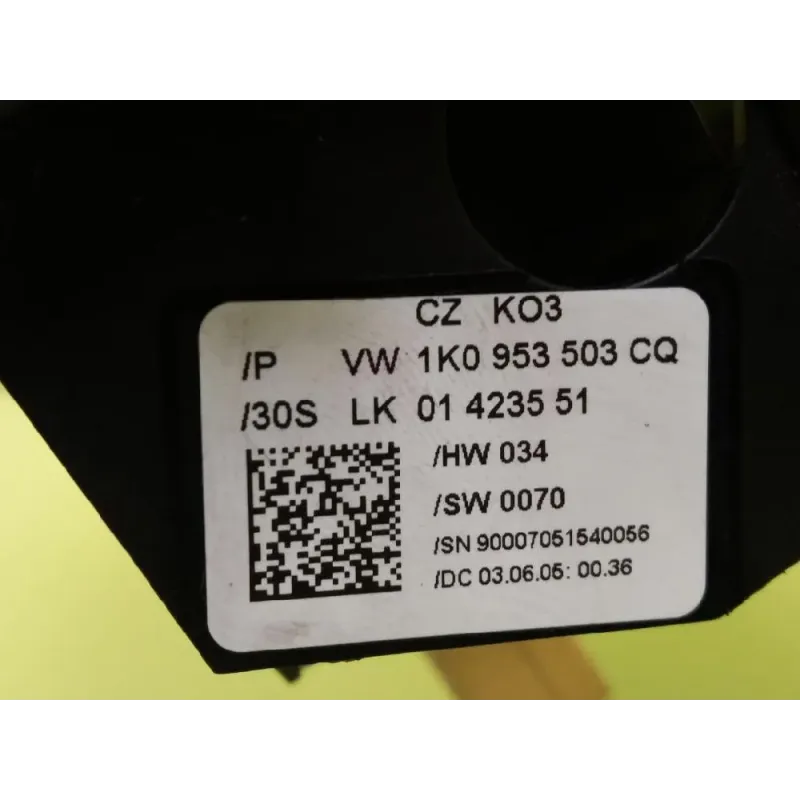 CZ KO3
/P VW 1K0 953 503 CQ
/30S LK 01 4235 51
/HW 034
/SW 0070
/SN 90007051540056
/DC 03.06.05: 00.36